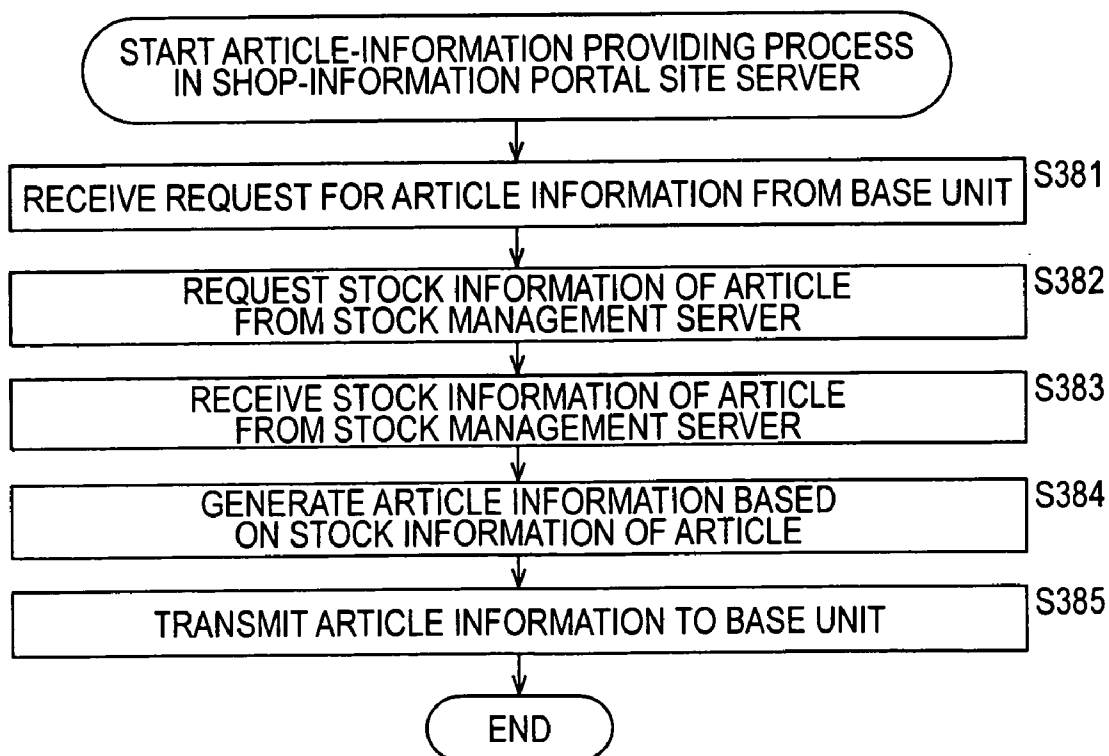 START ARTICLE-INFORMATION PROVIDING PROCESS
IN SHOP-INFORMATION PORTAL SITE SERVER
S381
RECEIVE REQUEST FOR ARTICLE INFORMATION FROM BASE UNIT
S382
REQUEST STOCK INFORMATION OF ARTICLE
FROM STOCK MANAGEMENT SERVER
S383
RECEIVE STOCK INFORMATION OF ARTICLE
FROM STOCK MANAGEMENT SERVER
S384
GENERATE ARTICLE INFORMATION BASED
ON STOCK INFORMATION OF ARTICLE
S385
TRANSMIT ARTICLE INFORMATION TO BASE UNIT
END